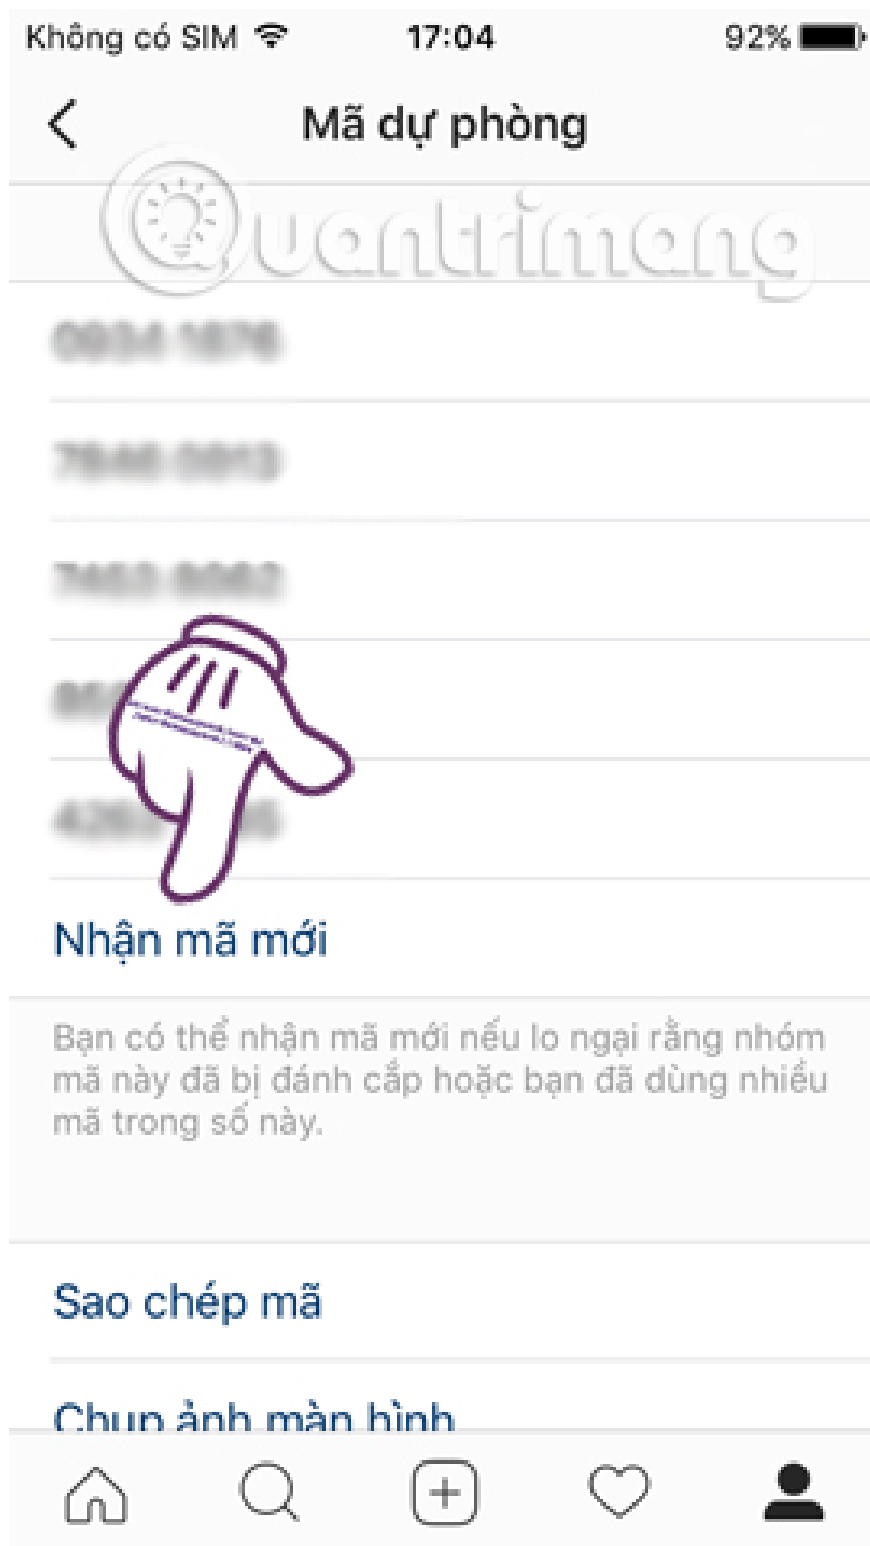 Không có SIM 17:04 92%
Mã dự phòng
Quantrimang
Nhận mã mới
Bạn có thể nhận mã mới nếu lo ngại rằng nhóm
mã này đã bị đánh cắp hoặc bạn đã dùng nhiều
mã trong số này.
Sao chép mã
Chụp ảnh màn hình